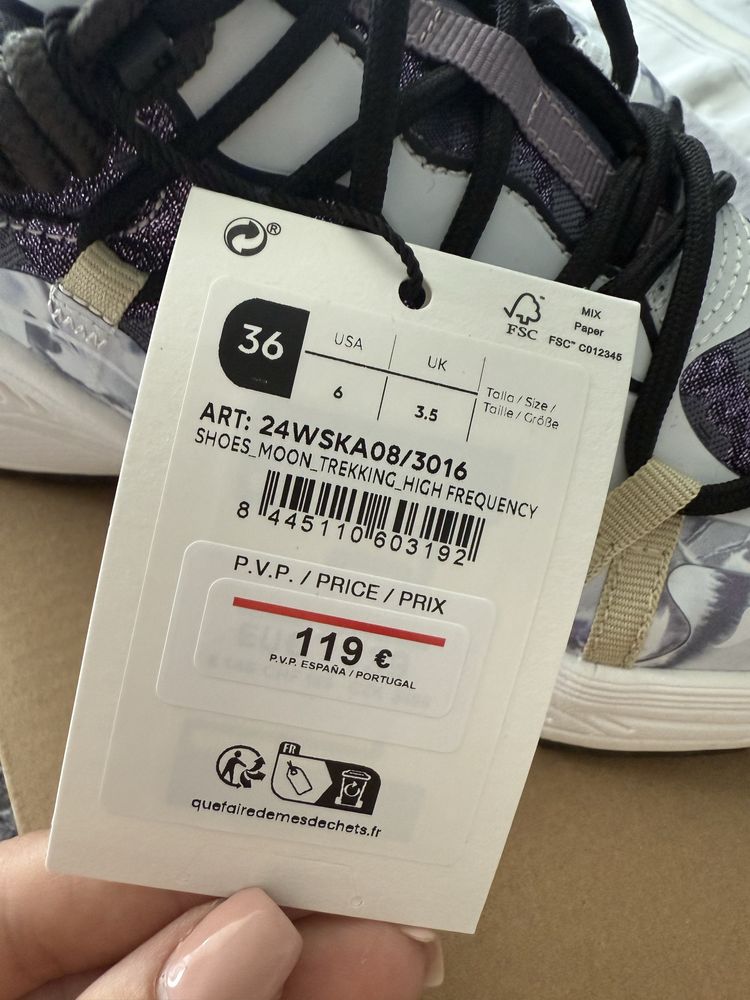 ®
FSC
MIX
Paper
FSC™ C012345
36
USA
UK
6
3.5
Talla / Size /
Taille / Größe
ART: 24WSKA08/3016
SHOES_MOON_TREKKING_HIGH FREQUENCY
8 445110 603192
P.V.P. / PRICE / PRIX
119 €
P.V.P. ESPAÑA / PORTUGAL
FR
quefairedemesdechets.fr